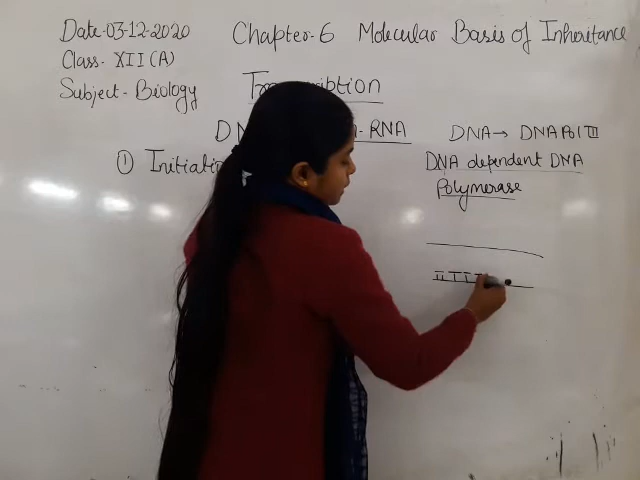 Date-03-12-2020 Chapter-6 Molecular Basis of Inheritance
Class- XII (A)
Subject- Biology
DNA → DNA Pol III
RNA
① DNA dependent DNA
Polymerase